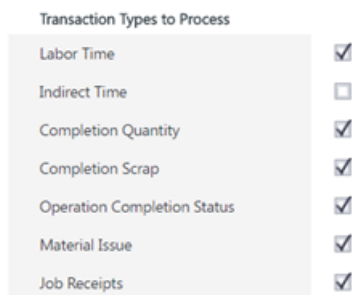 Transaction Types to Process
Labor Time
Indirect Time
Completion Quantity
Completion Scrap
Operation Completion Status
Material Issue
Job Receipts